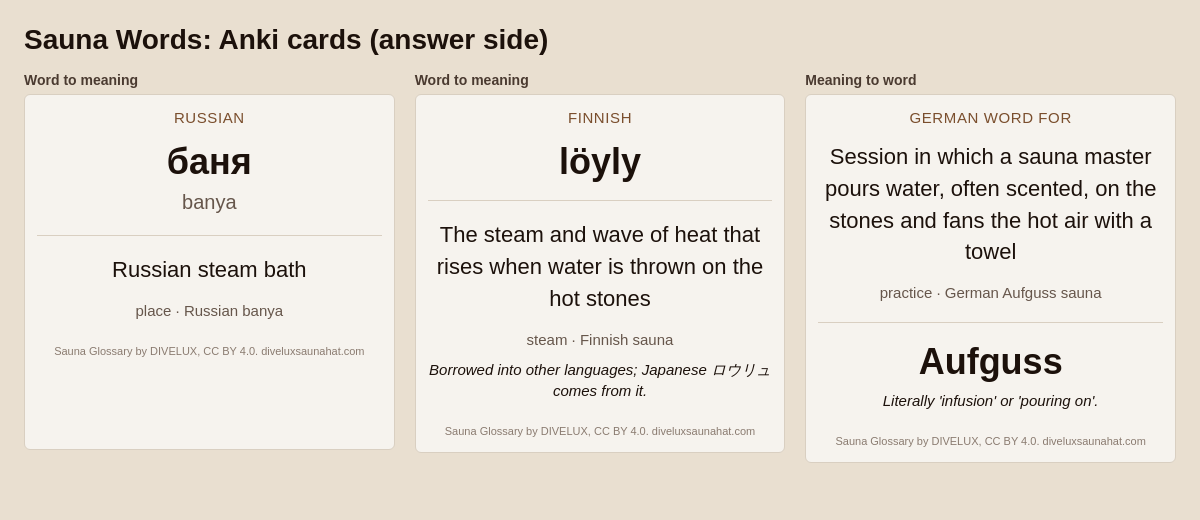 Sauna Words: Anki cards (answer side)
Word to meaning
RUSSIAN
баня
banya
Russian steam bath
place · Russian banya
Sauna Glossary by DIVELUX, CC BY 4.0. diveluxsaunahat.com
Word to meaning
FINNISH
löyly
The steam and wave of heat that
rises when water is thrown on the
hot stones
steam · Finnish sauna
Borrowed into other languages; Japanese ロウリュ
comes from it.
Sauna Glossary by DIVELUX, CC BY 4.0. diveluxsaunahat.com
Meaning to word
GERMAN WORD FOR
Session in which a sauna master
pours water, often scented, on the
stones and fans the hot air with a
towel
practice · German Aufguss sauna
Aufguss
Literally 'infusion' or 'pouring on'.
Sauna Glossary by DIVELUX, CC BY 4.0. diveluxsaunahat.com